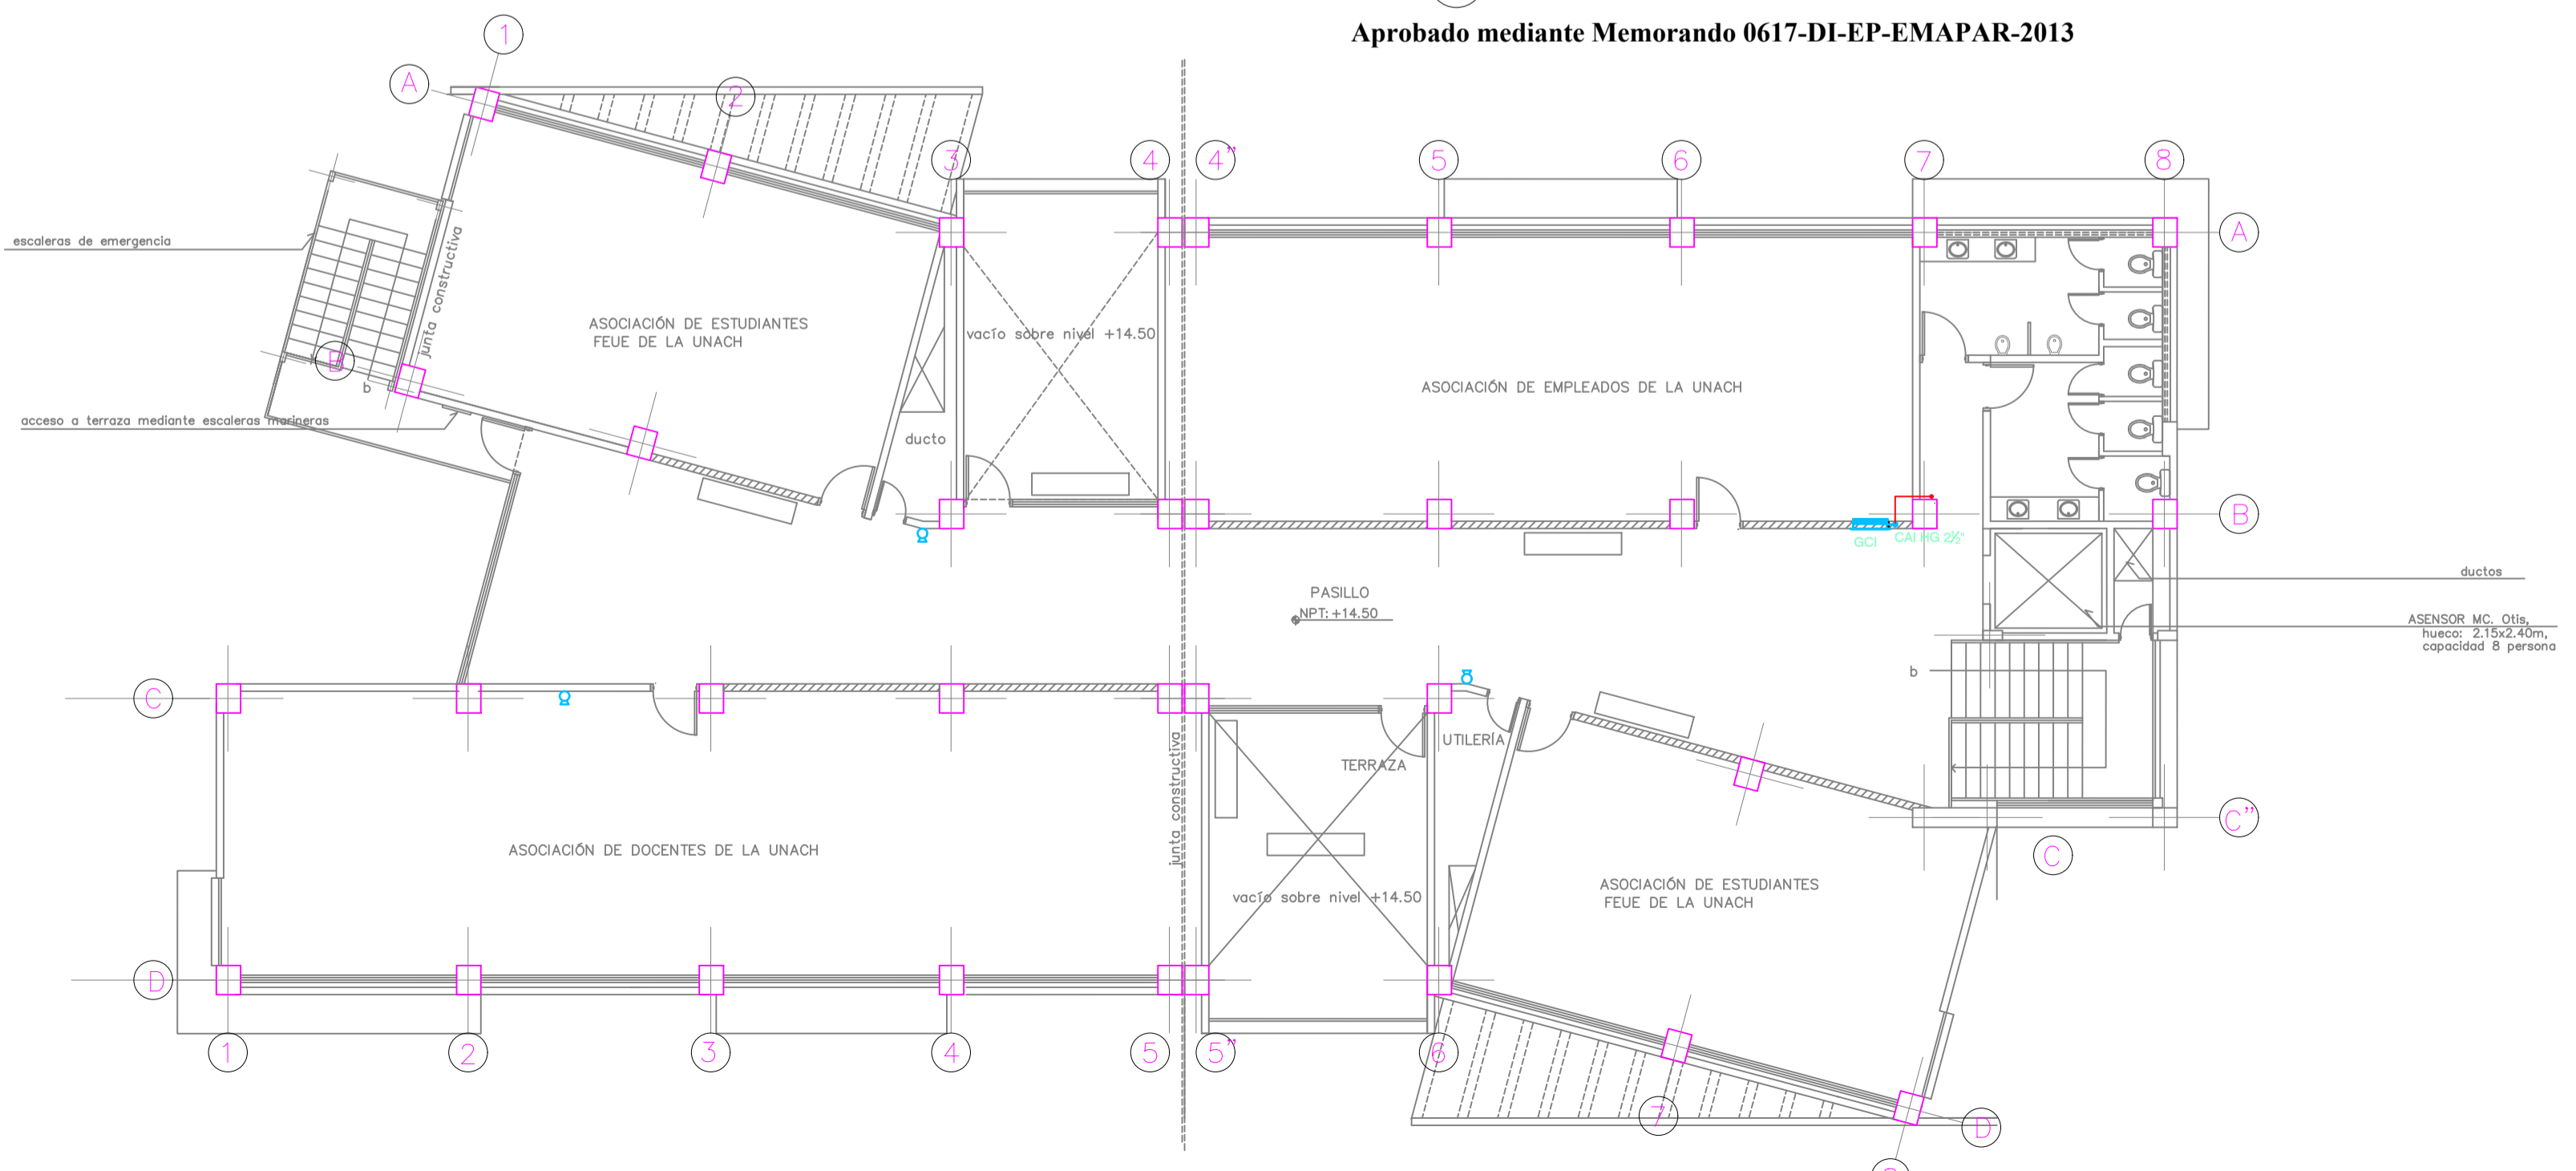 Aprobado mediante Memorando 0617-DI-EP-EMAPAR-2013
1
A
2
3
4
4"
5
6
7
8
A
escaleras de emergencia
junta constructiva
ASOCIACIÓN DE ESTUDIANTES
FEUE DE LA UNACH
vacío sobre nivel +14.50
B
b
ASOCIACIÓN DE EMPLEADOS DE LA UNACH
acceso a terraza mediante escaleras marineras
ducto
B
GCI
CAI HG 2½"
ductos
PASILLO
NPT: +14.50
ASENSOR MC. Otis,
hueco: 2.15x2.40m,
capacidad 8 persona
b
C
UTILERÍA
TERRAZA
junta constructiva
C"
ASOCIACIÓN DE DOCENTES DE LA UNACH
C
vacío sobre nivel +14.50
ASOCIACIÓN DE ESTUDIANTES
FEUE DE LA UNACH
D
1
2
3
4
5
5"
6
7
D